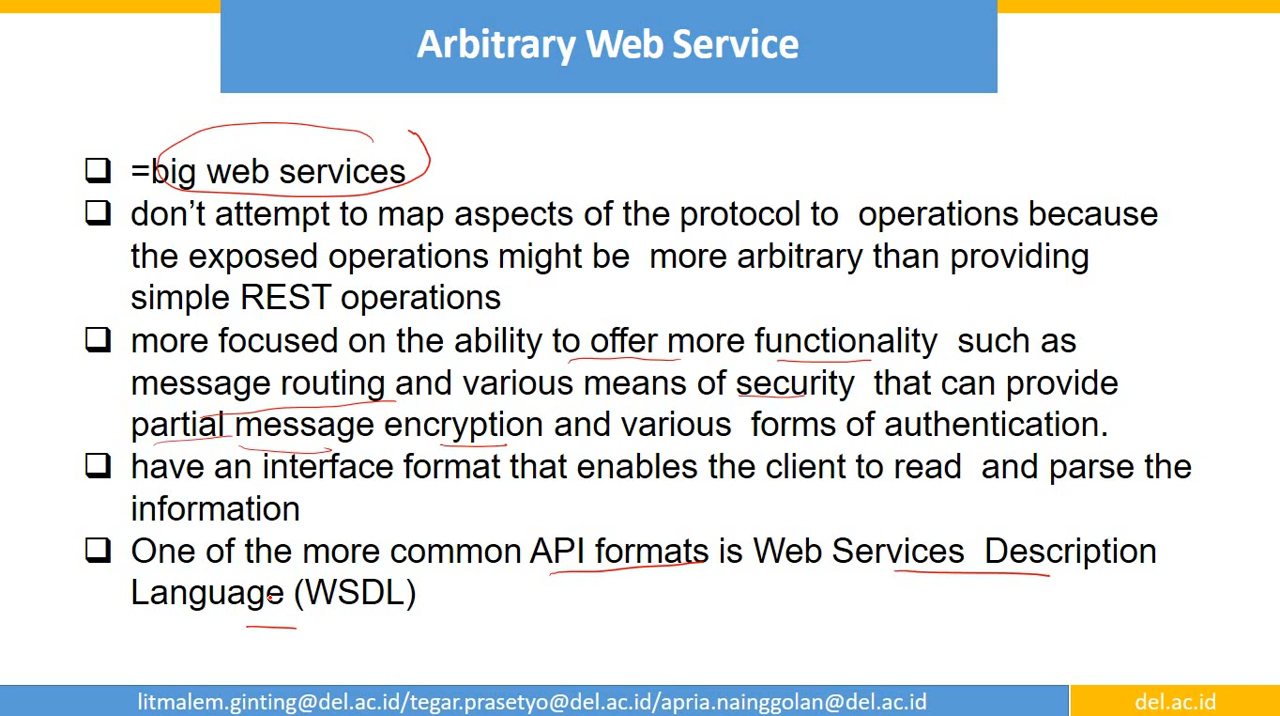 Arbitrary Web Service
=big web services
don’t attempt to map aspects of the protocol to operations because
the exposed operations might be more arbitrary than providing
simple REST operations
more focused on the ability to offer more functionality such as
message routing and various means of security that can provide
partial message encryption and various forms of authentication.
have an interface format that enables the client to read and parse the
information
One of the more common API formats is Web Services Description
Language (WSDL)
litmalem.ginting@del.ac.id/tegar.prasetyo@del.ac.id/apria.nainggolan@del.ac.id
del.ac.id